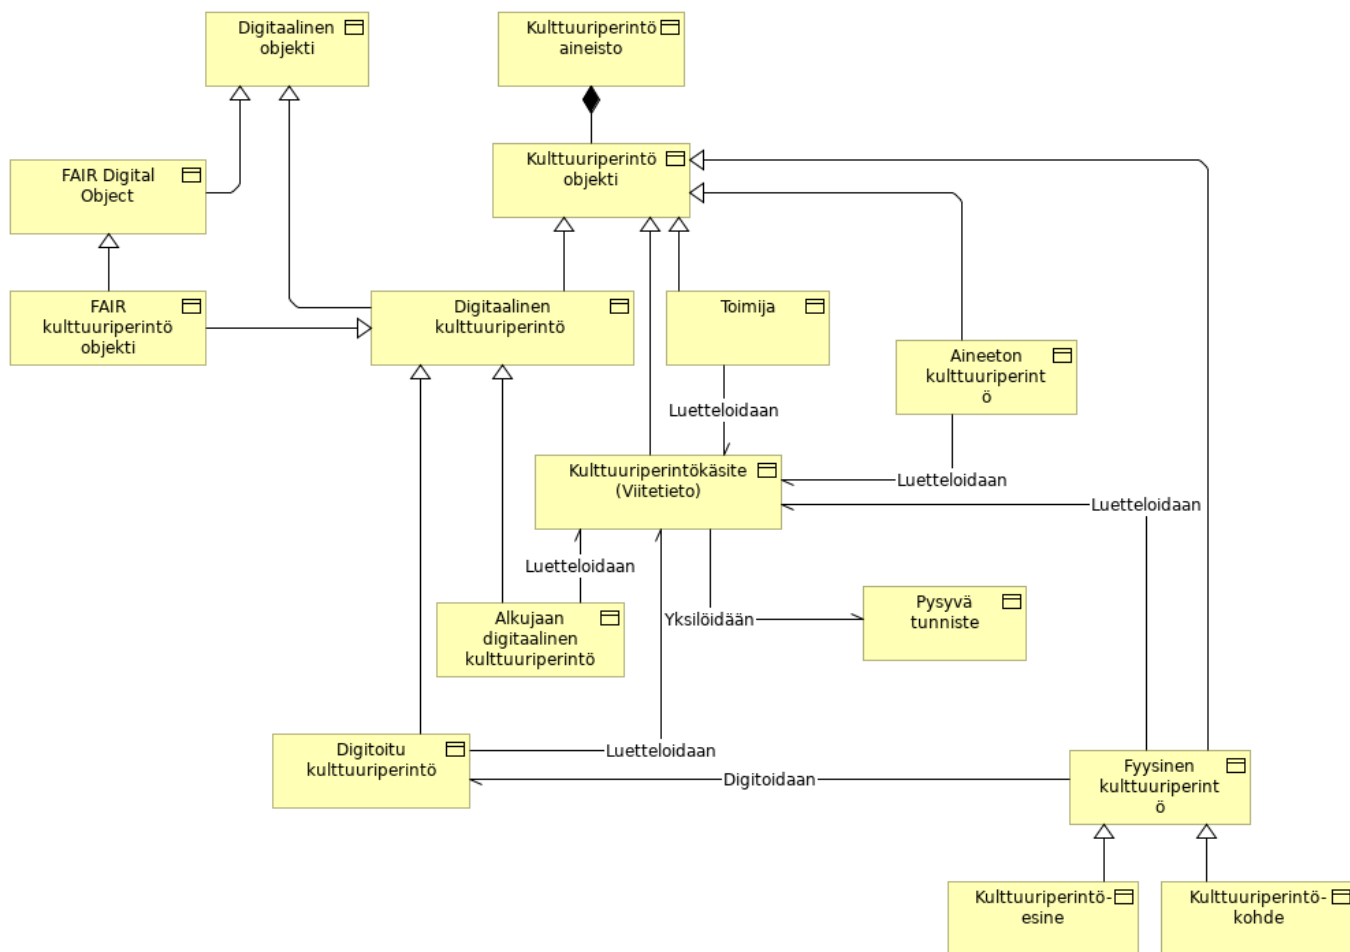 Digitaalinen
objekti
Kulttuuriperintö
aineisto
Kulttuuriperintö
objekti
FAIR Digital
Object
FAIR
kulttuuriperintö
objekti
Digitaalinen
kulttuuriperintö
Toimija
Aineeton
kulttuuriperint
ö
Luetteloidaan
Kulttuuriperintökäsite
(Viitetieto)
Luetteloidaan
Luetteloidaan
Luetteloidaan
Alkujaan
digitaalinen
kulttuuriperintö
Yksilöidään
Pysyvä
tunniste
Digitoitu
kulttuuriperintö
Luetteloidaan
Digitoidaan
Fyysinen
kulttuuriperint
ö
Kulttuuriperintö-
esine
Kulttuuriperintö-
kohde